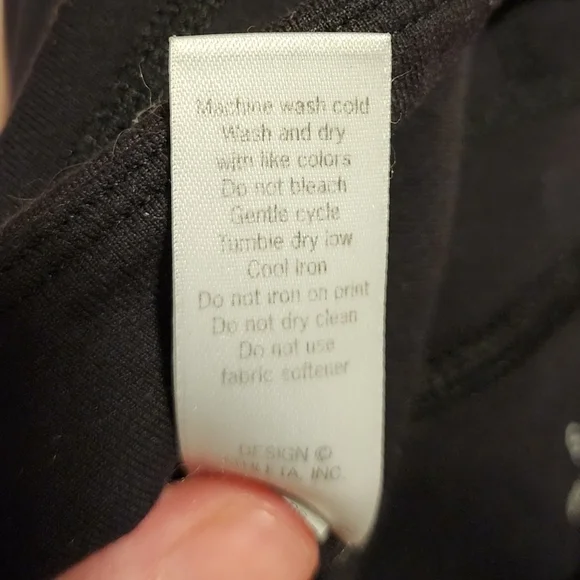 Machine wash cold
Wash and dry
with like colors
Do not bleach
Gentle cycle
Tumble dry low
Cool Iron
Do not iron on print
Do not dry clean
Do not use
fabric softener
DESIGN ©
INC.